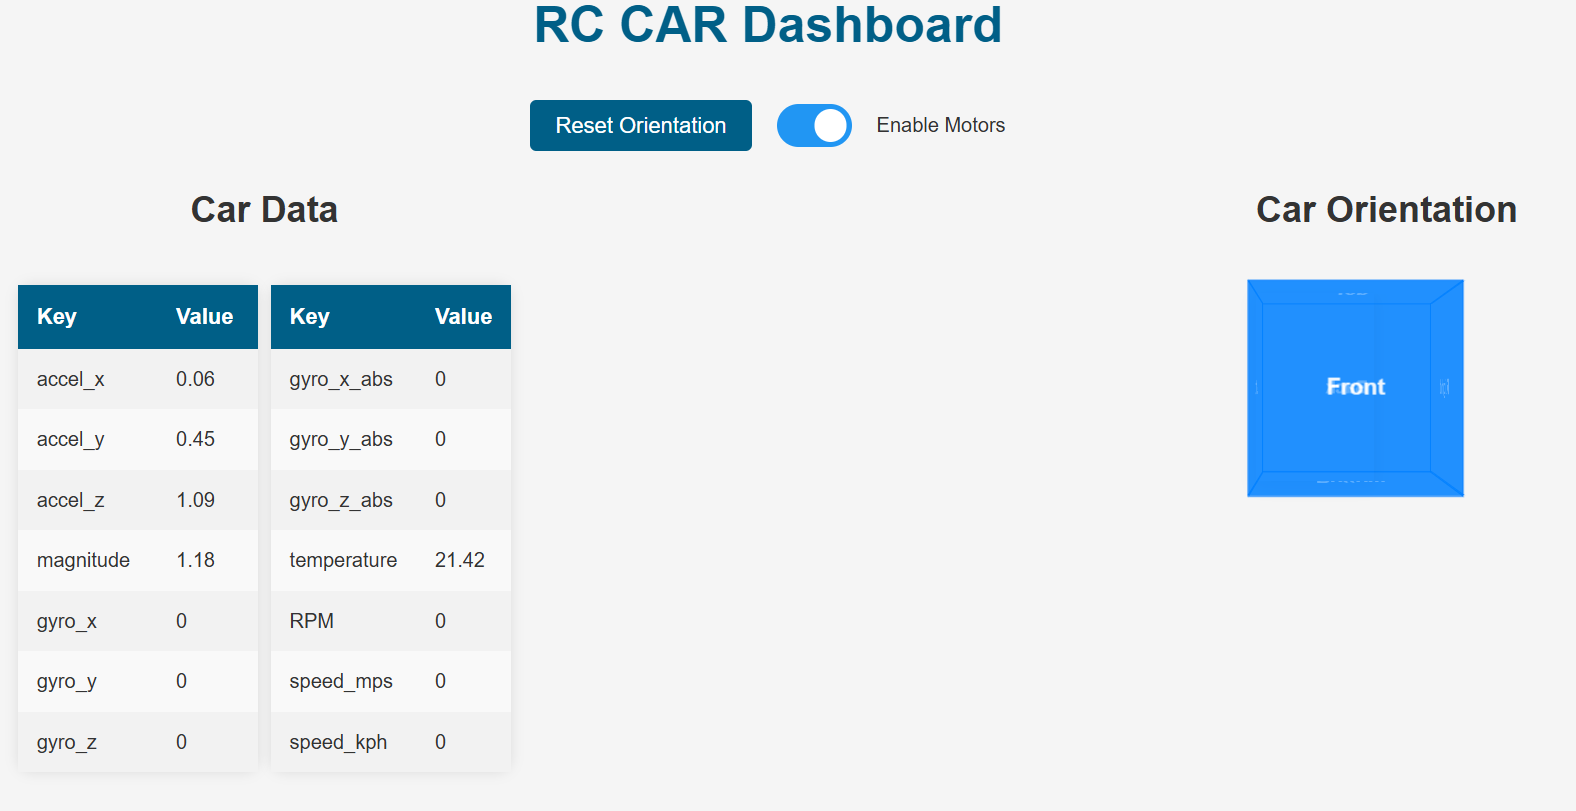 RC CAR Dashboard
Reset Orientation
Enable Motors
Car Data
Key Value
accel_x 0.06
accel_y 0.45
accel_z 1.09
magnitude 1.18
gyro_x 0
gyro_y 0
gyro_z 0
Key Value
gyro_x_abs 0
gyro_y_abs 0
gyro_z_abs 0
temperature 21.42
RPM 0
speed_mps 0
speed_kph 0
Car Orientation
Front